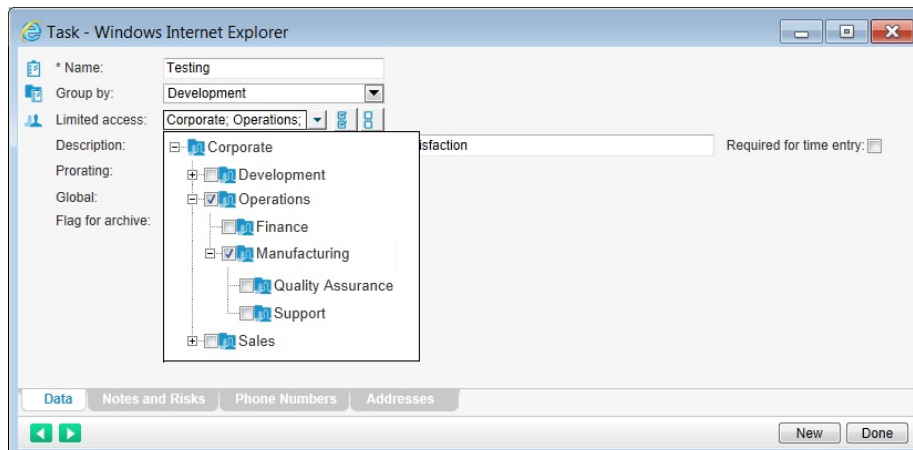 Task - Windows Internet Explorer
* Name: Testing
Group by: Development
Limited access: Corporate; Operations;
Description: isfaction Required for time entry:
Prorating:
Global:
Flag for archive:
Corporate
Development
Operations
Finance
Manufacturing
Quality Assurance
Support
Sales
Data Notes and Risks Phone Numbers Addresses
New Done